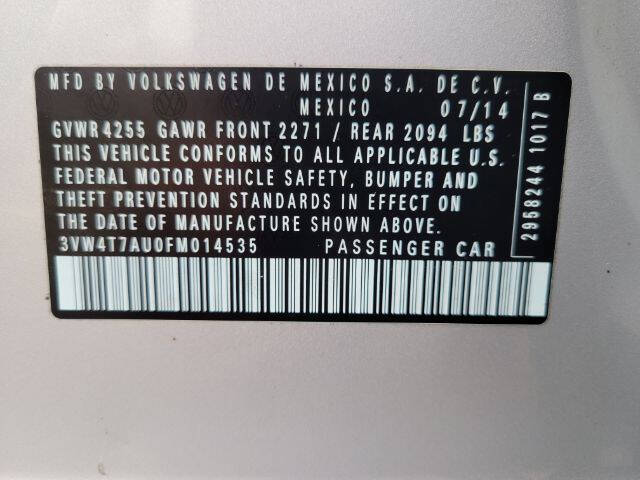 MFD BY VOLKSWAGEN DE MEXICO S.A. DE C.V.
MEXICO 07/14
GVWR 4255 GAWR FRONT 2271 / REAR 2094 LBS
THIS VEHICLE CONFORMS TO ALL APPLICABLE U.S.
FEDERAL MOTOR VEHICLE SAFETY, BUMPER AND
THEFT PREVENTION STANDARDS IN EFFECT ON
THE DATE OF MANUFACTURE SHOWN ABOVE.
3VW4T7AU0FM014535 PASSENGER CAR
2958244 1017 B